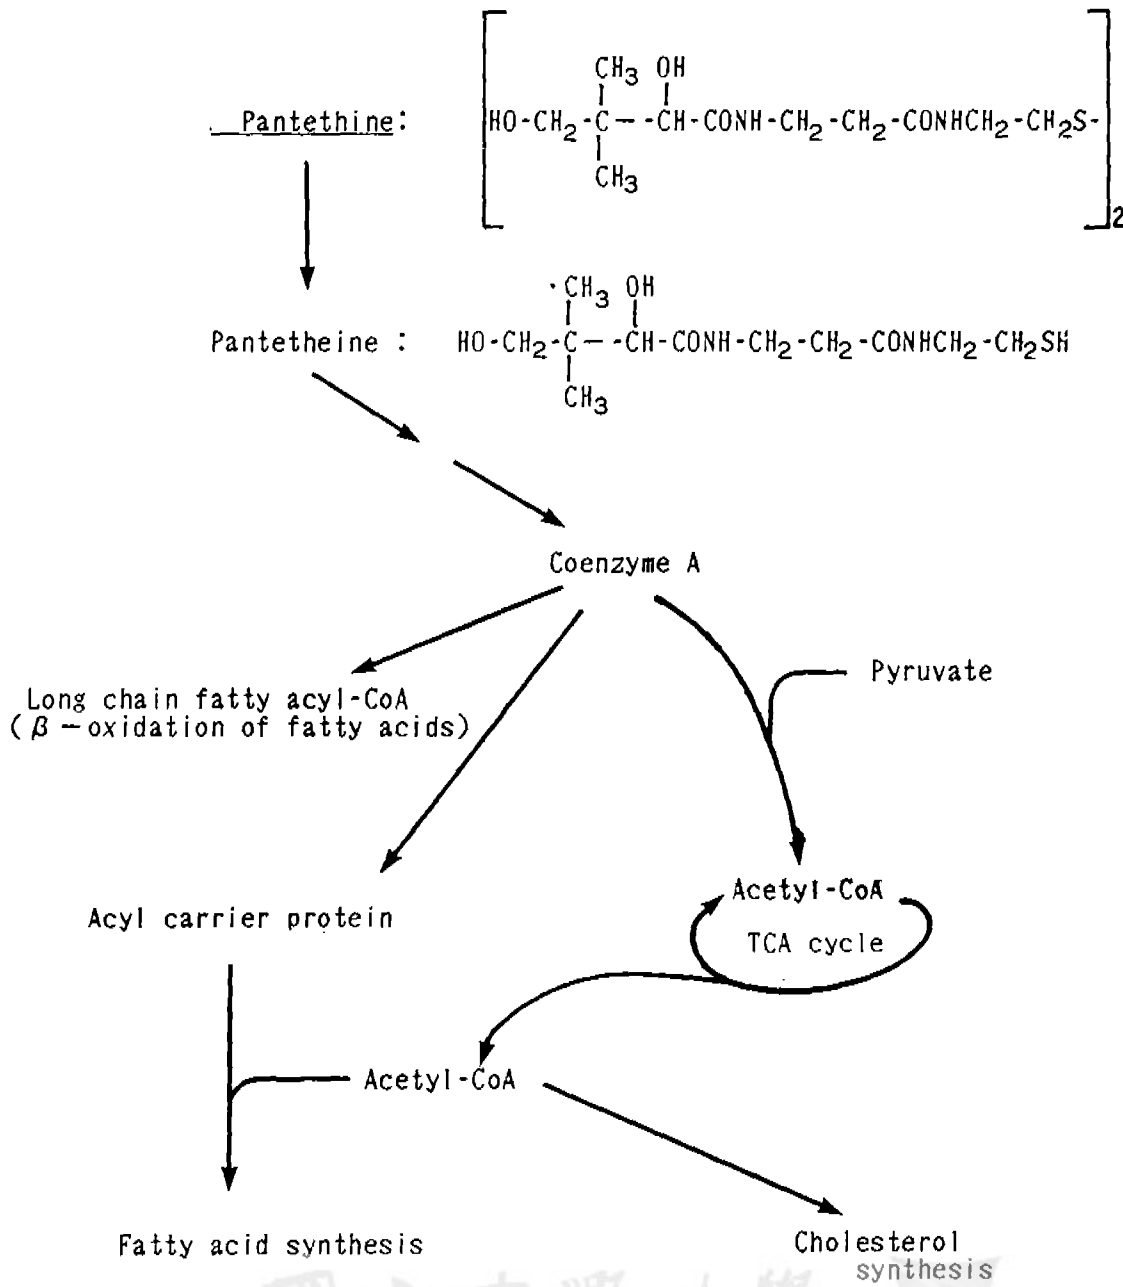 CH3 OH
Pantethine: HO-CH2-C--CH-CONH-CH2-CH2-CONHCH2-CH2S-
CH3
2
CH3 OH
Pantetheine : HO-CH2-C--CH-CONH-CH2-CH2-CONHCH2-CH2SH
CH3
Coenzyme A
Pyruvate
Long chain fatty acyl-CoA
(β-oxidation of fatty acids)
Acetyl-CoA
Acyl carrier protein
TCA cycle
Acetyl-CoA
Fatty acid synthesis
Cholesterol
synthesis